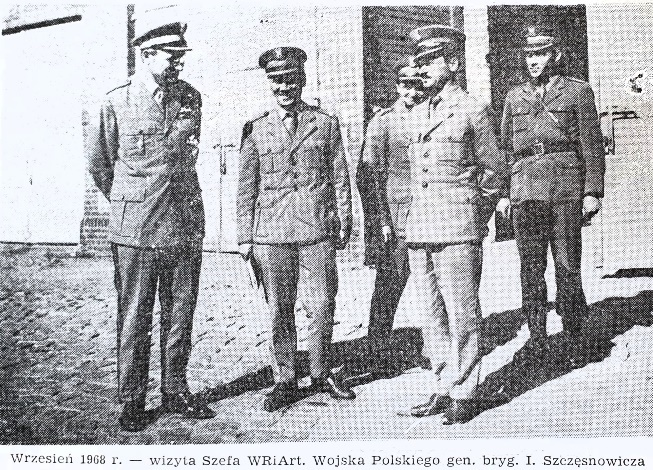 Wrzesień 1968 r. — wizyta Szefa WRiArt. Wojska Polskiego gen. bryg. I. Szczęsnowicza